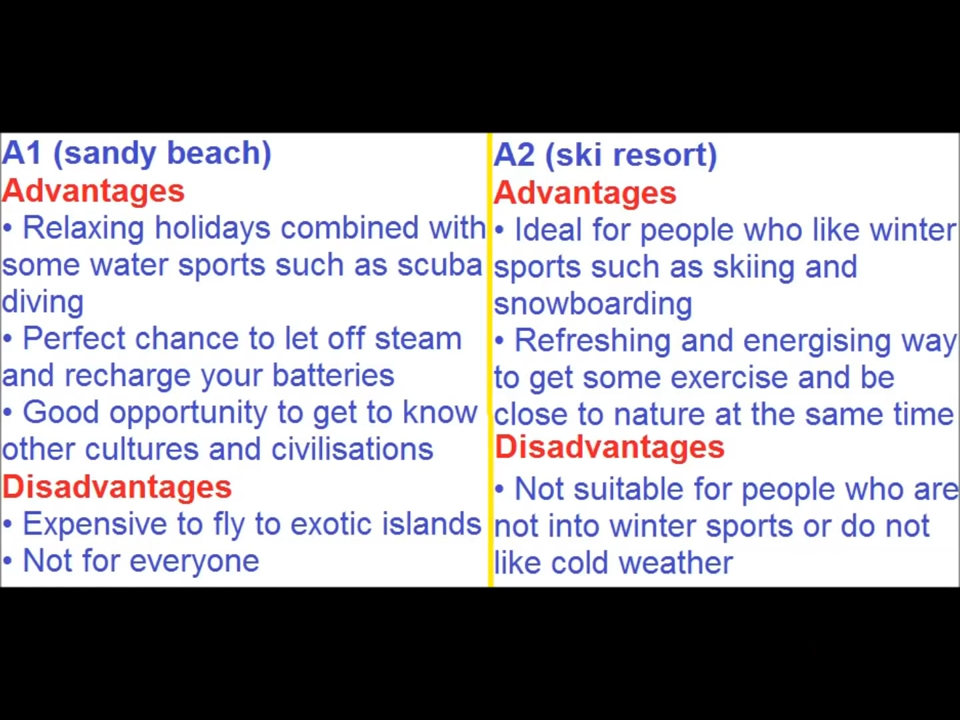 A1 (sandy beach)
Advantages
• Relaxing holidays combined with
some water sports such as scuba
diving
• Perfect chance to let off steam
and recharge your batteries
• Good opportunity to get to know
other cultures and civilisations
Disadvantages
• Expensive to fly to exotic islands
• Not for everyone
A2 (ski resort)
Advantages
• Ideal for people who like winter
sports such as skiing and
snowboarding
• Refreshing and energising way
to get some exercise and be
close to nature at the same time
Disadvantages
• Not suitable for people who are
not into winter sports or do not
like cold weather